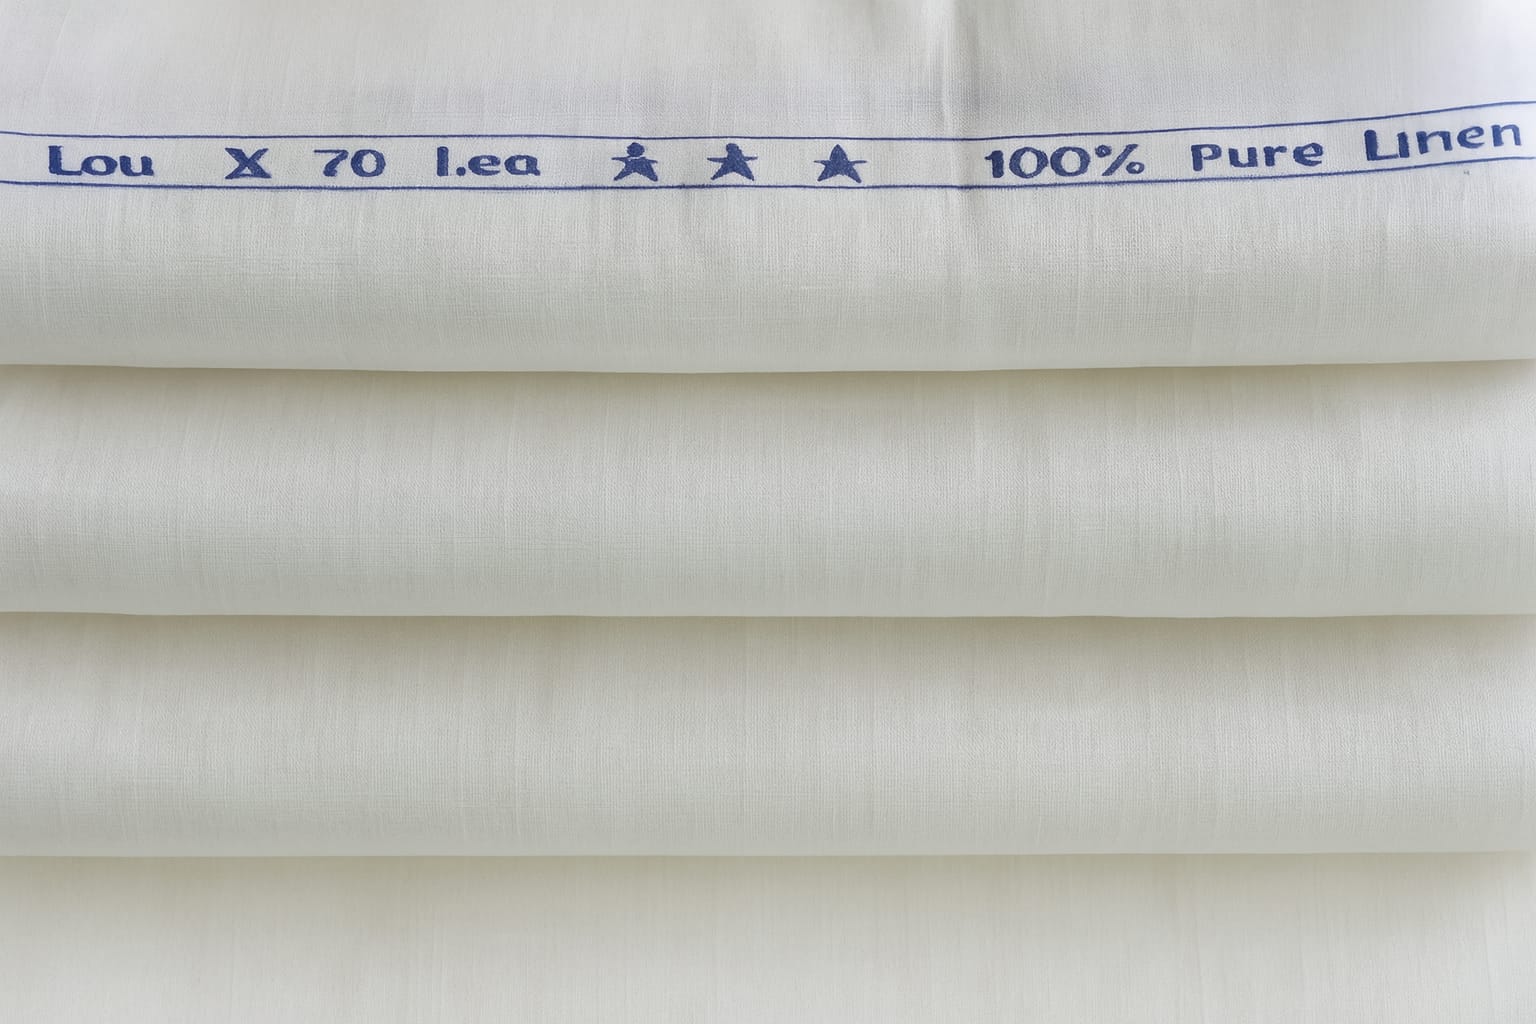 Lou X 70 l.ea ★ ★ ★ 100% Pure Linen